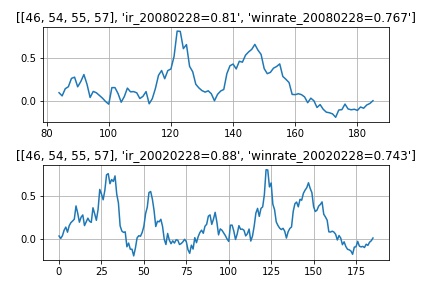 [[46, 54, 55, 57], 'ir_20080228=0.81', 'winrate_20080228=0.767']
0.5
0.0
80 100 120 140 160 180
[[46, 54, 55, 57], 'ir_20020228=0.88', 'winrate_20020228=0.743']
0.5
0.0
0 25 50 75 100 125 150 175